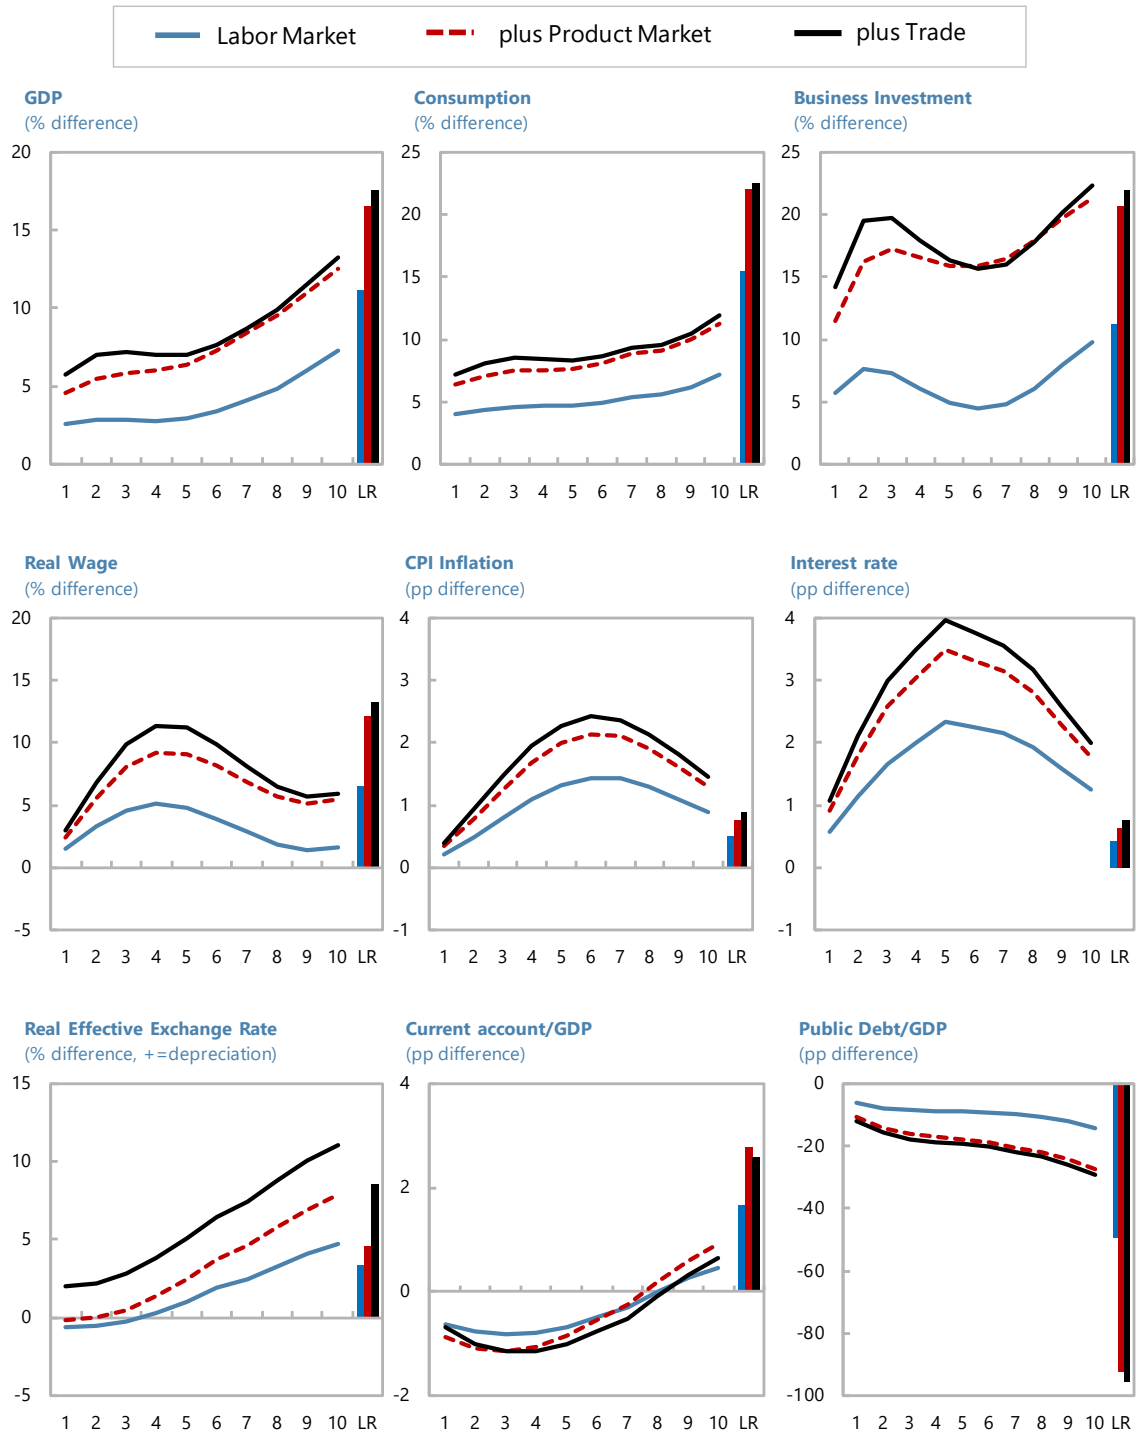 Labor Market plus Product Market plus Trade
GDP Consumption Business Investment
(% difference) (% difference) (% difference)
20 25 25
20 20
15
15 15
10
10 10
5
5 5
0 0 0
1 2 3 4 5 6 7 8 9 10 LR 1 2 3 4 5 6 7 8 9 10 LR 1 2 3 4 5 6 7 8 9 10 LR
Real Wage CPI Inflation Interest rate
(% difference) (pp difference) (pp difference)
20 4 4
15 3 3
10 2 2
5 1 1
0 0 0
-5 -1 -1
1 2 3 4 5 6 7 8 9 10 LR 1 2 3 4 5 6 7 8 9 10 LR 1 2 3 4 5 6 7 8 9 10 LR
Real Effective Exchange Rate Current account/GDP Public Debt/GDP
(% difference, +=depreciation) (pp difference) (pp difference)
15 4 0
-20
10
2
-40
5
-60
0 0
-80
-5 -2 -100
1 2 3 4 5 6 7 8 9 10 LR 1 2 3 4 5 6 7 8 9 10 LR 1 2 3 4 5 6 7 8 9 10 LR